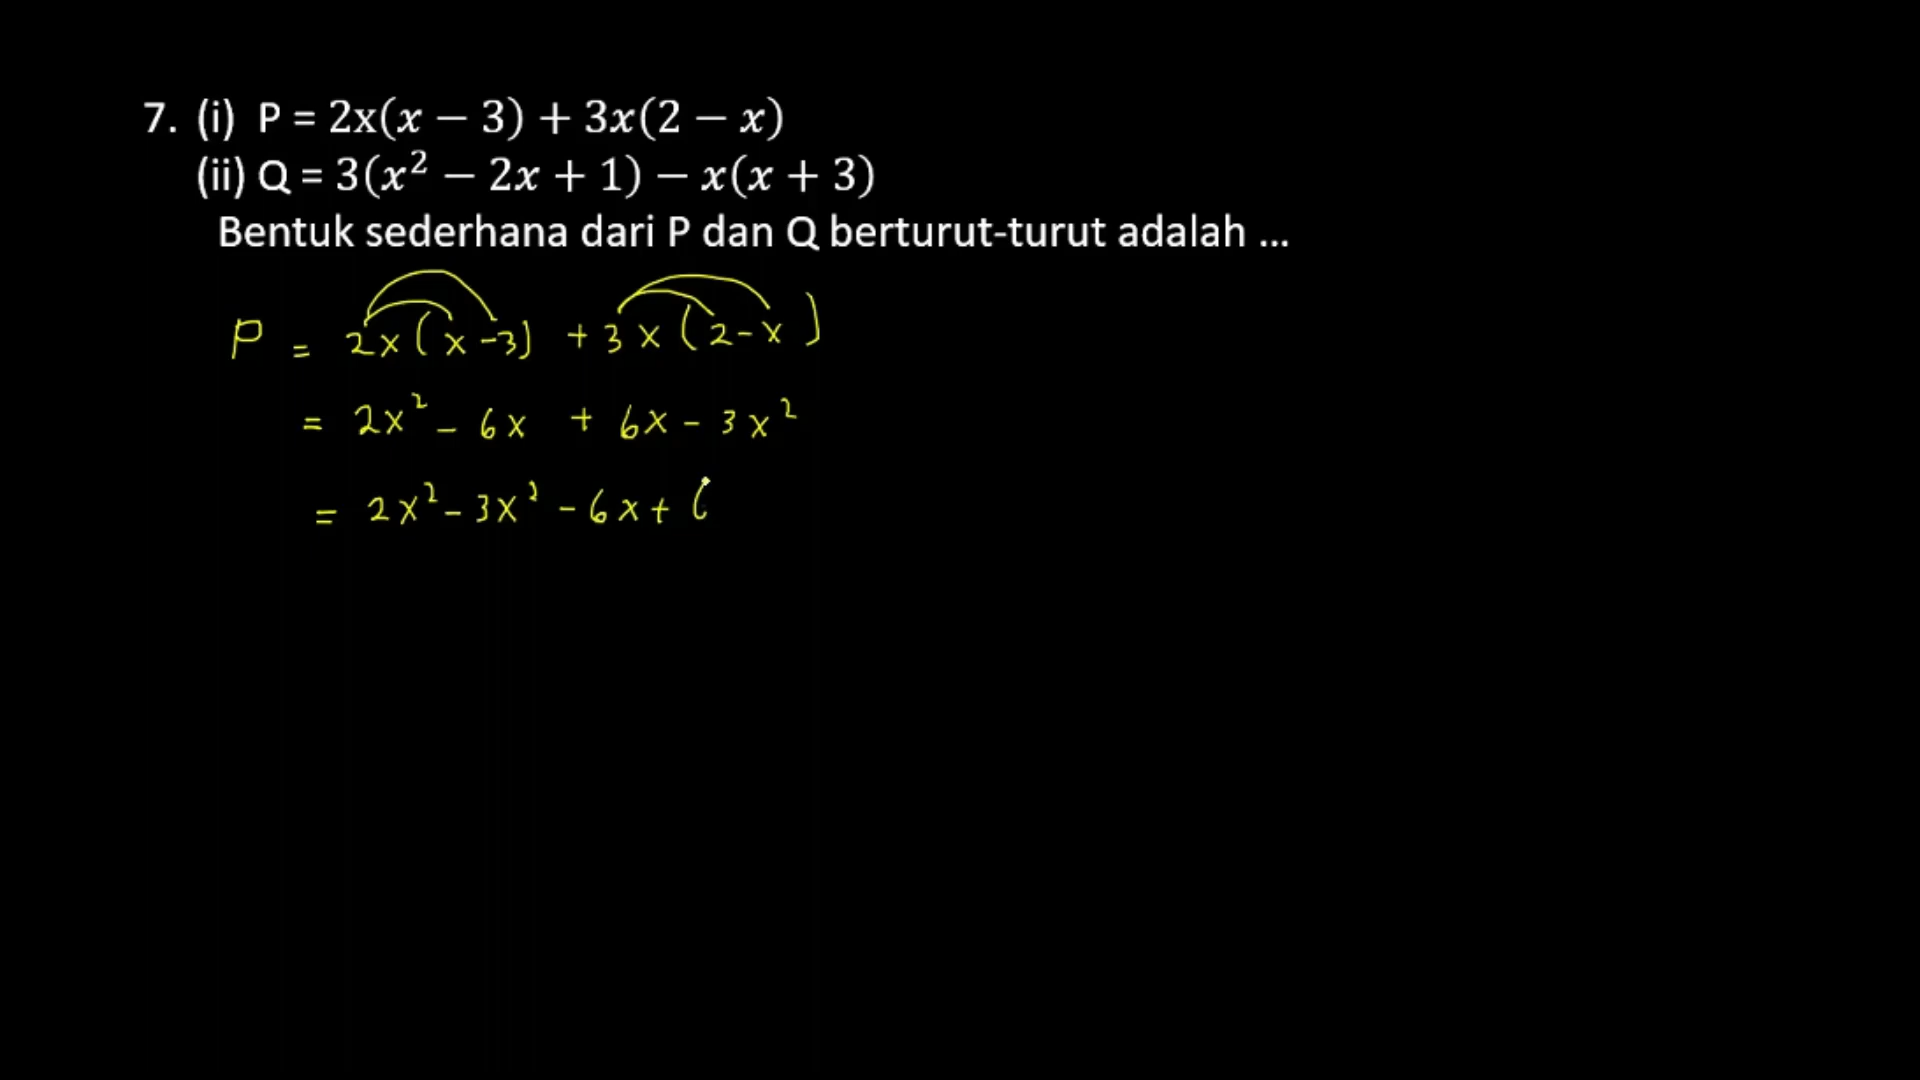 7. (i) P = 2x(x − 3) + 3x(2 − x)
(ii) Q = 3(x² − 2x + 1) − x(x + 3)
Bentuk sederhana dari P dan Q berturut-turut adalah ...
P = 2x(x-3) + 3x(2-x)
= 2x² - 6x + 6x - 3x²
= 2x² - 3x² - 6x + 6